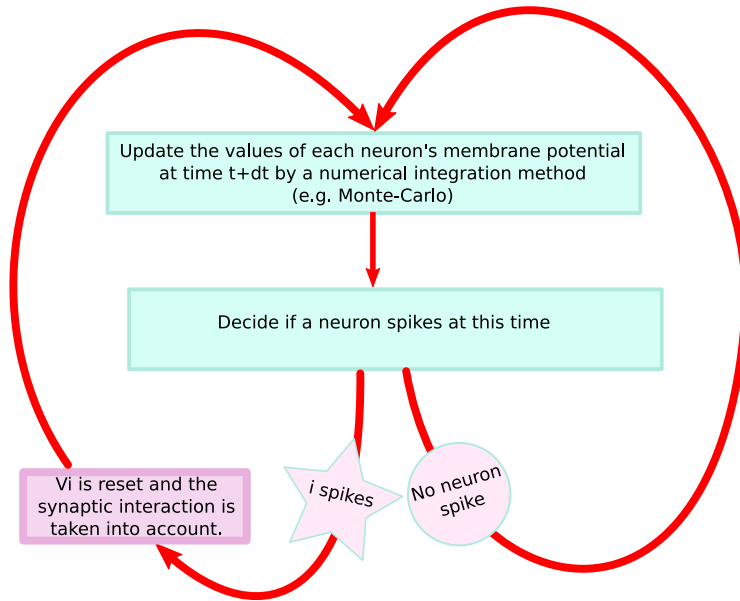 Update the values of each neuron's membrane potential
at time t+dt by a numerical integration method
(e.g. Monte-Carlo)
Decide if a neuron spikes at this time
i spikes
No neuron
spike
Vi is reset and the
synaptic interaction is
taken into account.